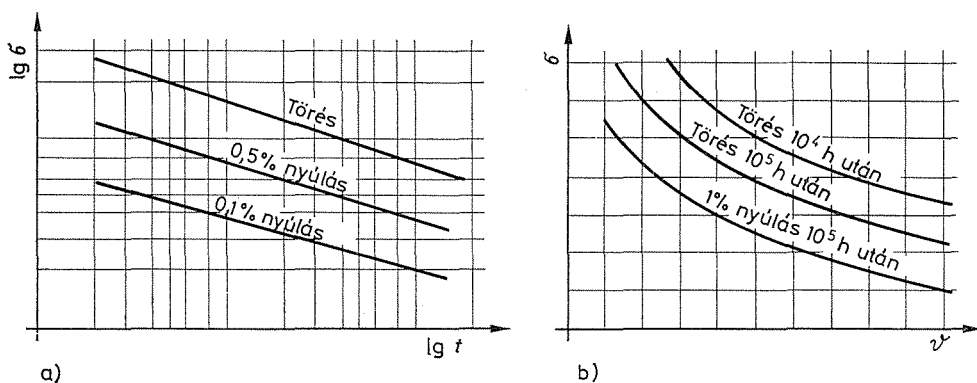 lg σ
Törés
0,5% nyúlás
0,1% nyúlás
lg t
a)
σ
Törés 10⁴ h után
Törés 10⁵ h után
1% nyúlás 10⁵ h után
ϑ
b)